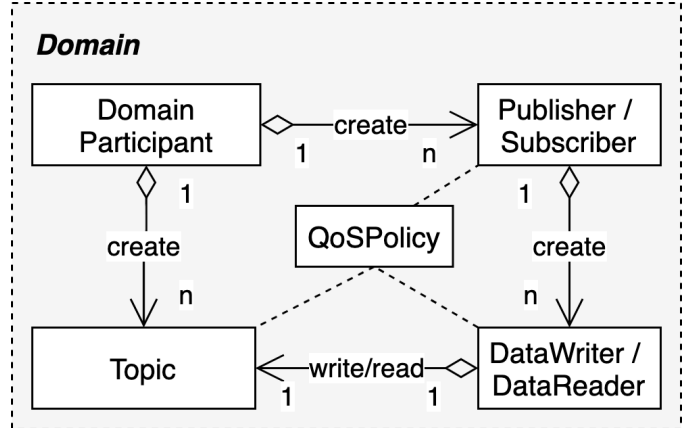 Domain
Domain
Participant
create
1
n
Publisher /
Subscriber
1
create
n
QoSPolicy
1
create
n
Topic
write/read
1
1
DataWriter /
DataReader